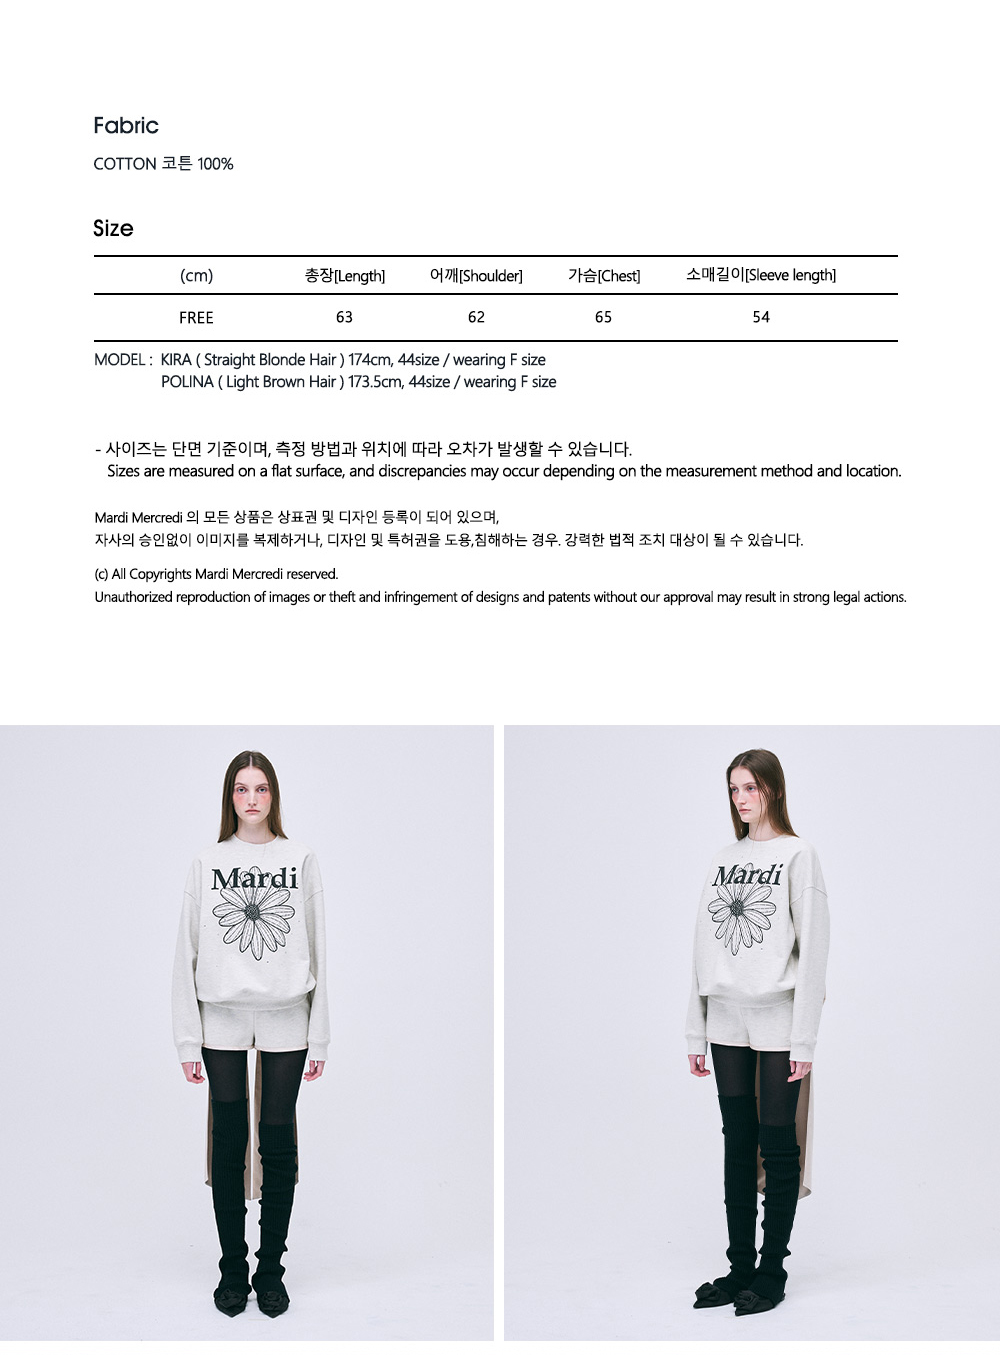 Fabric
COTTON 코튼 100%
Size
(cm) 총장[Length] 어깨[Shoulder] 가슴[Chest] 소매길이[Sleeve length]
FREE 63 62 65 54
MODEL : KIRA ( Straight Blonde Hair ) 174cm, 44size / wearing F size
POLINA ( Light Brown Hair ) 173.5cm, 44size / wearing F size
- 사이즈는 단면 기준이며, 측정 방법과 위치에 따라 오차가 발생할 수 있습니다.
Sizes are measured on a flat surface, and discrepancies may occur depending on the measurement method and location.
Mardi Mercredi 의 모든 상품은 상표권 및 디자인 등록이 되어 있으며,
자사의 승인없이 이미지를 복제하거나, 디자인 및 특허권을 도용,침해하는 경우. 강력한 법적 조치 대상이 될 수 있습니다.
(c) All Copyrights Mardi Mercredi reserved.
Unauthorized reproduction of images or theft and infringement of designs and patents without our approval may result in strong legal actions.
Mardi
Mardi